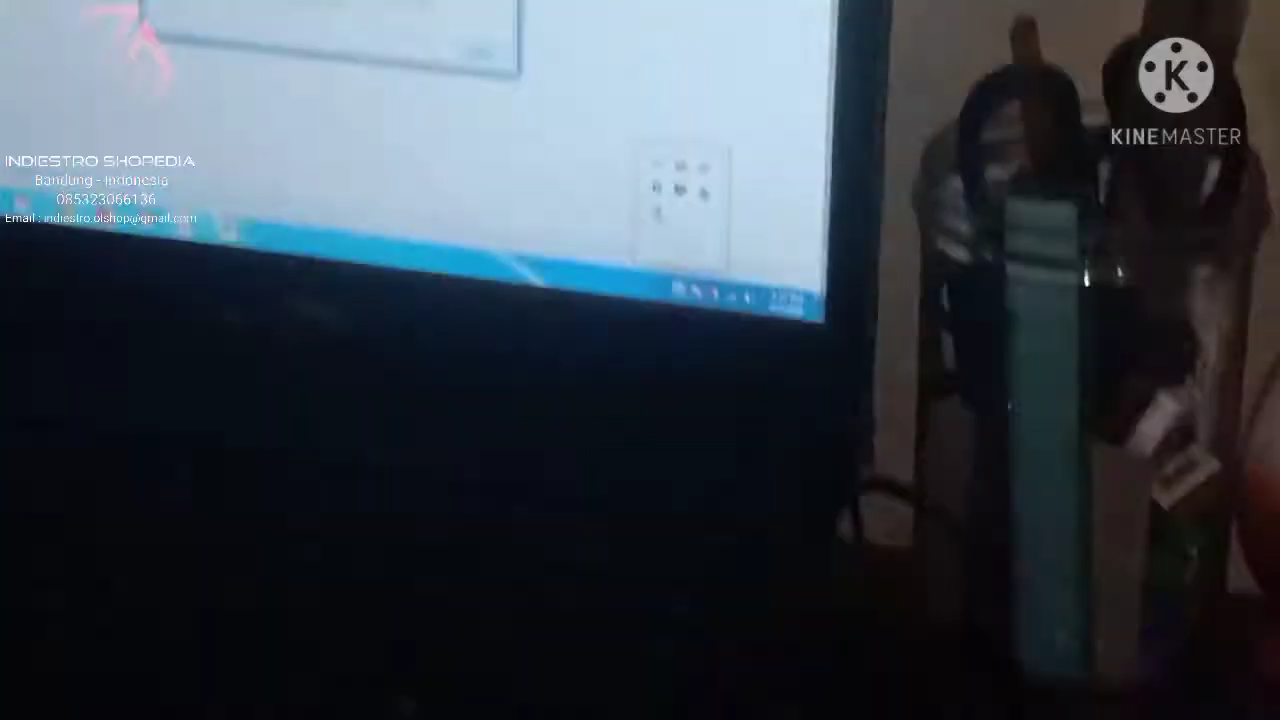 INDIESTRO SHOPEDIA
Bandung - Indonesia
085323066136
Email : indiestro.olshop@gmail.com
K
KINEMASTER